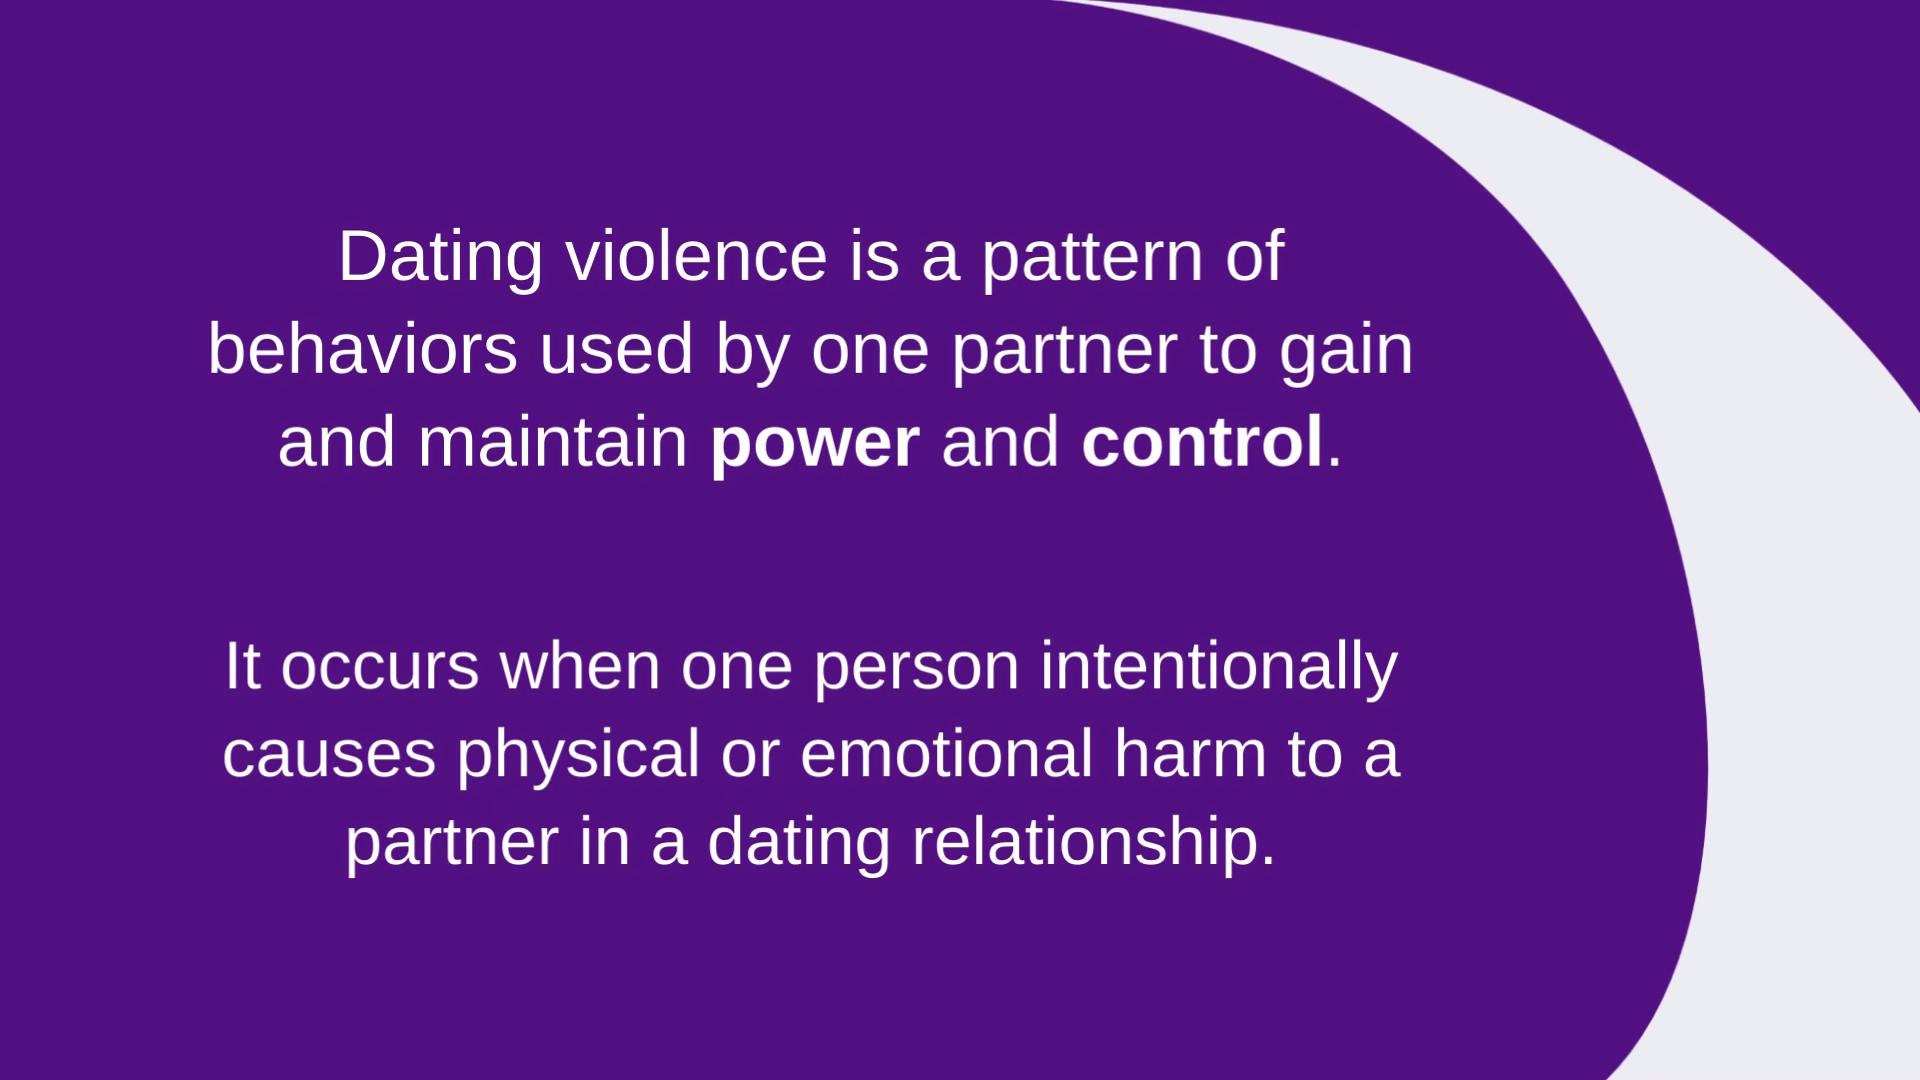 Dating violence is a pattern of
behaviors used by one partner to gain
and maintain power and control.
It occurs when one person intentionally
causes physical or emotional harm to a
partner in a dating relationship.